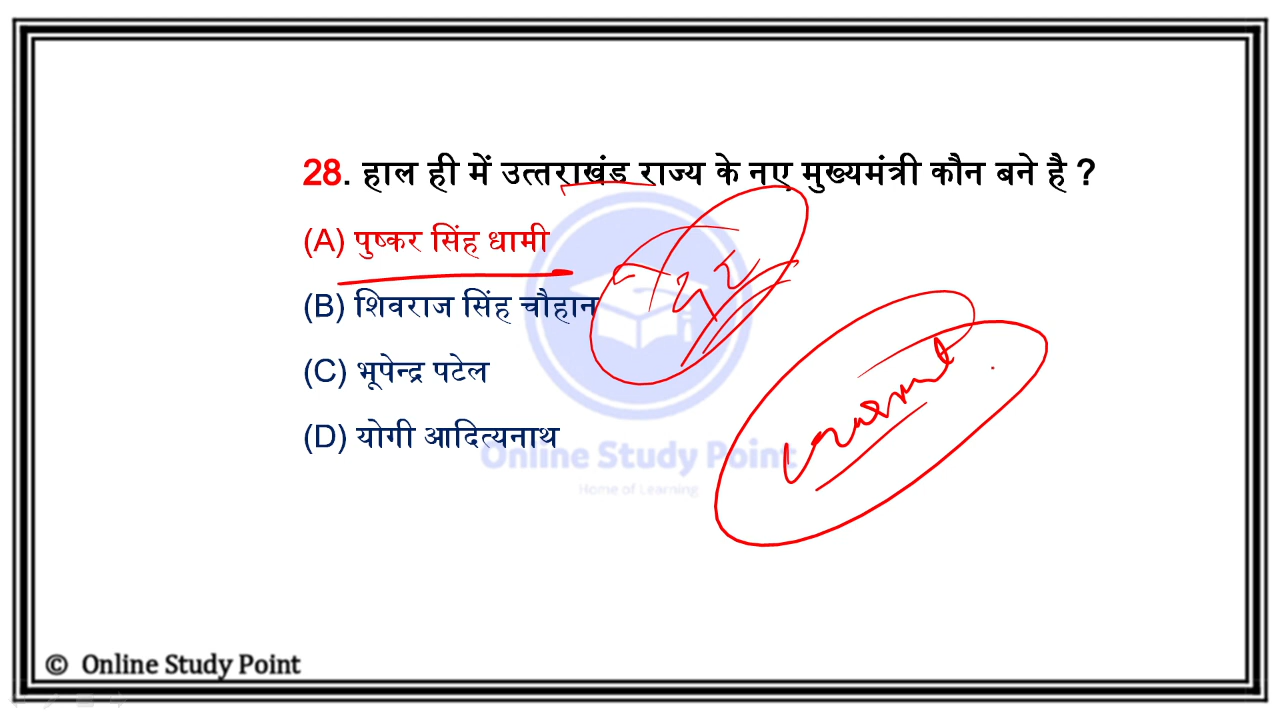 28. हाल ही में उत्तराखंड राज्य के नए मुख्यमंत्री कौन बने है ?
(A) पुष्कर सिंह धामी
(B) शिवराज सिंह चौहान
(C) भूपेन्द्र पटेल
(D) योगी आदित्यनाथ
Online Study Point
Home of Learning
© Online Study Point